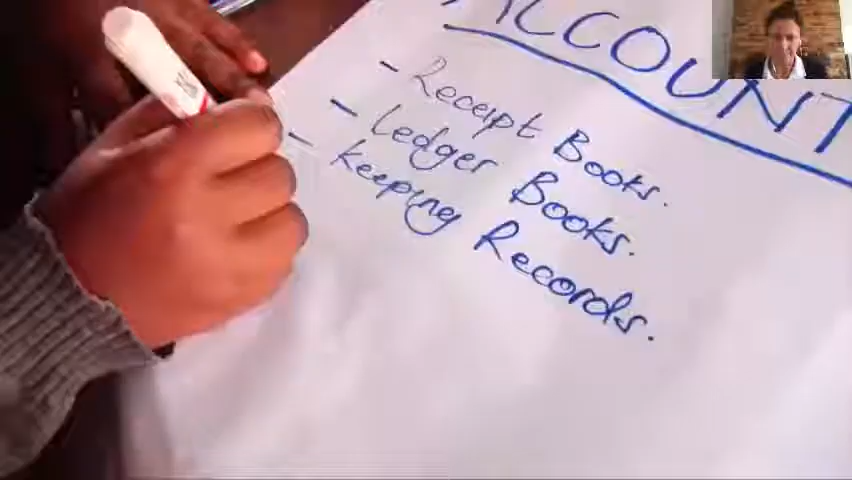 ACCOUNT
- Receipt Books.
- Ledger Books.
- Keeping Records.